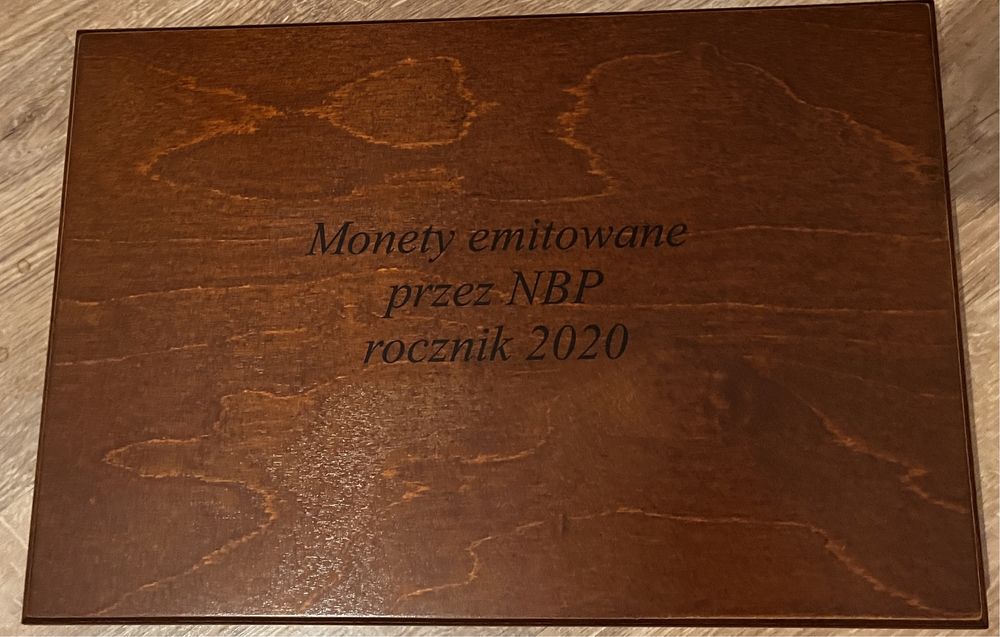 Monety emitowane
przez NBP
rocznik 2020